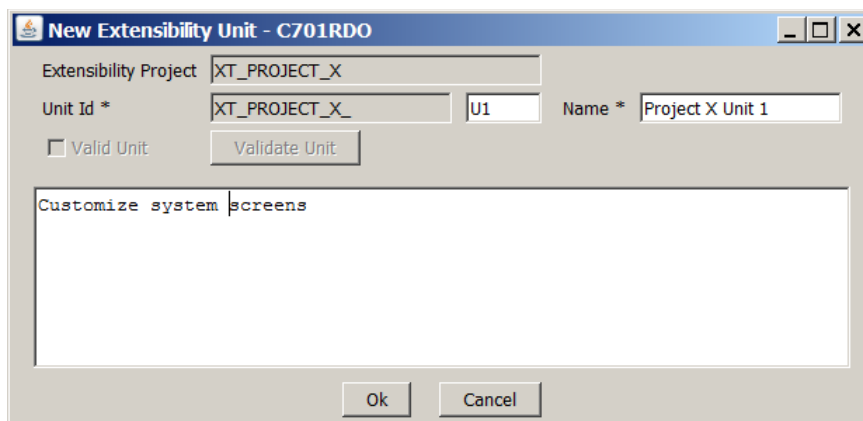 New Extensibility Unit - C701RDO
Extensibility Project XT_PROJECT_X
Unit Id * XT_PROJECT_X_ U1 Name * Project X Unit 1
Valid Unit Validate Unit
Customize system screens
Ok Cancel